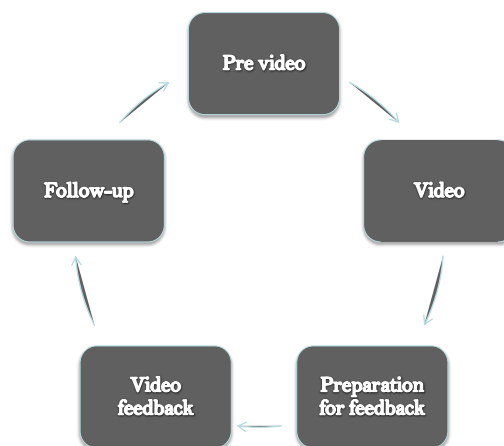 Pre video
Video
Preparation
for feedback
Video
feedback
Follow-up